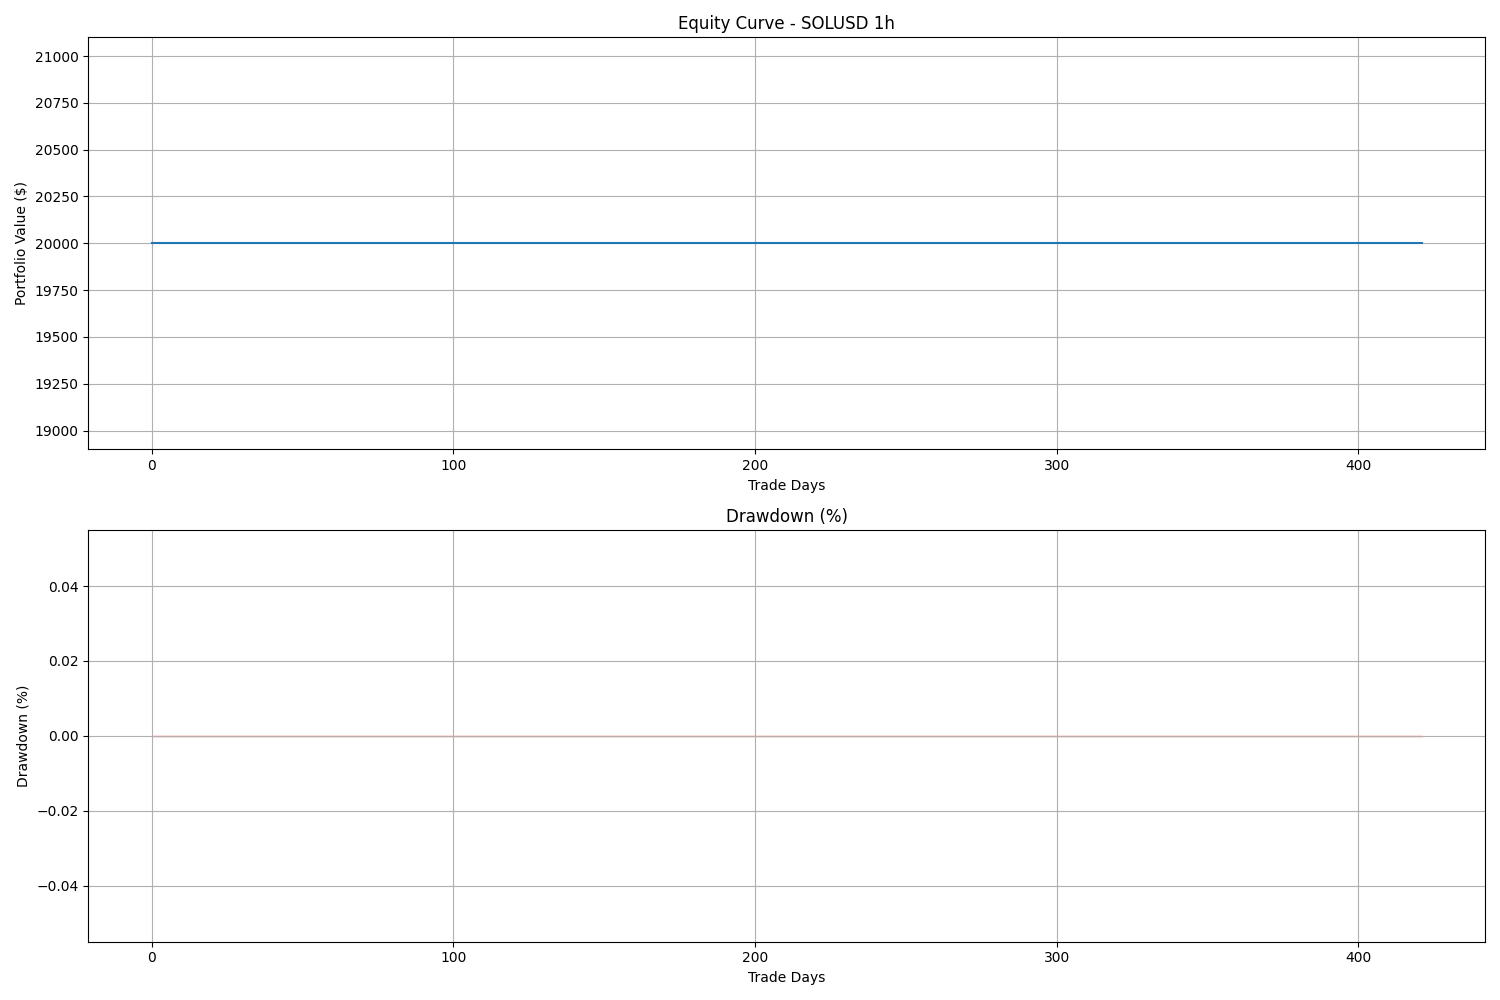 Equity Curve - SOLUSD 1h
21000
20750
20500
20250
20000
19750
19500
19250
19000
Portfolio Value ($)
0 100 200 300 400
Trade Days
Drawdown (%)
0.04
0.02
0.00
−0.02
−0.04
Drawdown (%)
0 100 200 300 400
Trade Days